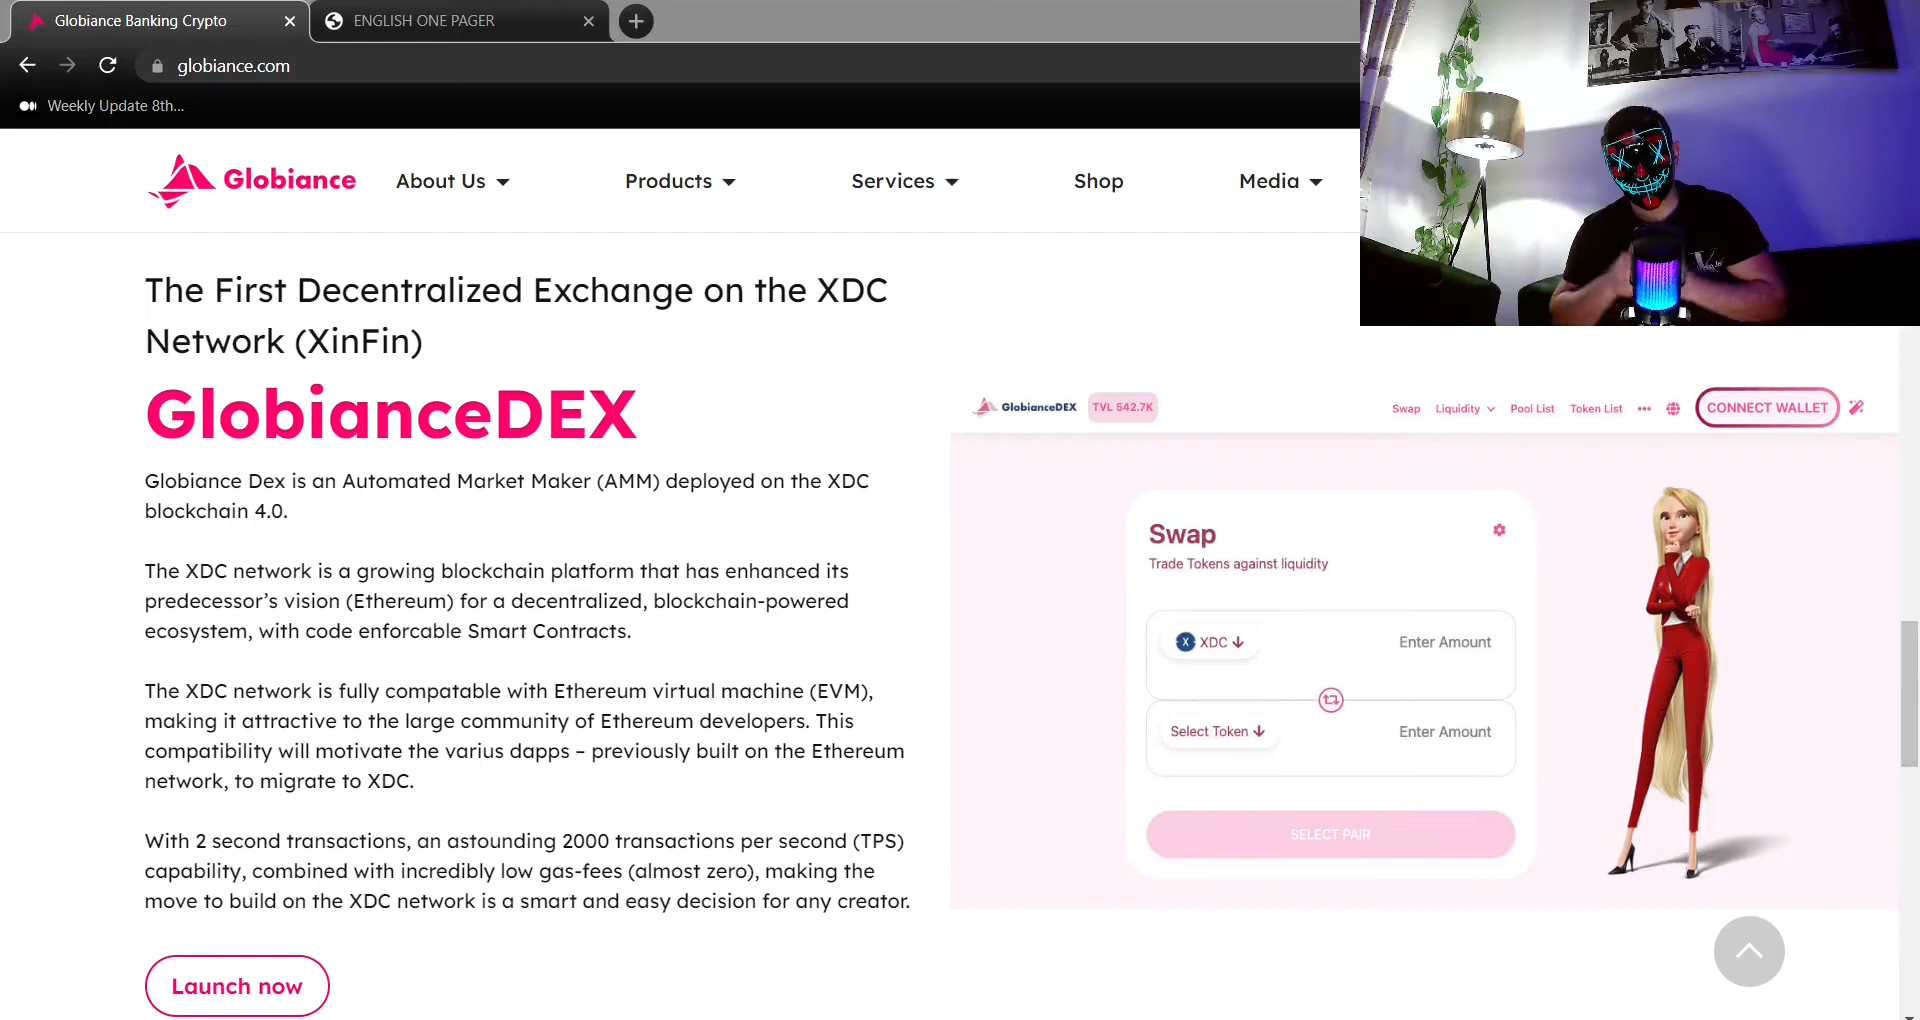 Globiance Banking Crypto
ENGLISH ONE PAGER
globiance.com
Weekly Update 8th...
Globiance
About Us
Products
Services
Shop
Media
The First Decentralized Exchange on the XDC
Network (XinFin)
GlobianceDEX
Globiance Dex is an Automated Market Maker (AMM) deployed on the XDC
blockchain 4.0.
The XDC network is a growing blockchain platform that has enhanced its
predecessor’s vision (Ethereum) for a decentralized, blockchain-powered
ecosystem, with code enforcable Smart Contracts.
The XDC network is fully compatable with Ethereum virtual machine (EVM),
making it attractive to the large community of Ethereum developers. This
compatibility will motivate the varius dapps – previously built on the Ethereum
network, to migrate to XDC.
With 2 second transactions, an astounding 2000 transactions per second (TPS)
capability, combined with incredibly low gas-fees (almost zero), making the
move to build on the XDC network is a smart and easy decision for any creator.
Launch now
GlobianceDEX
TVL 542.7K
Swap
Liquidity
Pool List
Token List
CONNECT WALLET
Swap
Trade Tokens against liquidity
X XDC
Enter Amount
Select Token
Enter Amount
SELECT PAIR